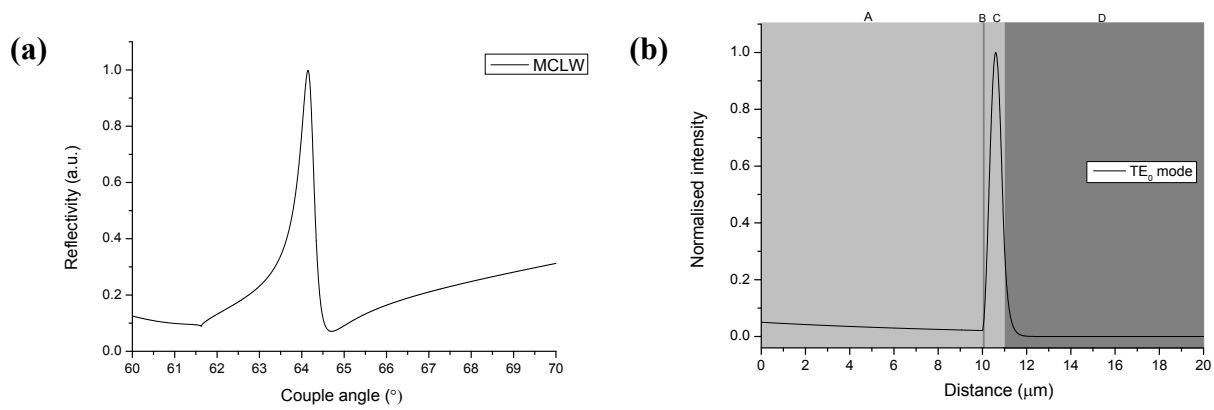 (a)
MCLW
Reflectivity (a.u.)
1.0
0.8
0.6
0.4
0.2
0.0
60 61 62 63 64 65 66 67 68 69 70
Couple angle (°)
(b)
A B C D
TE0 mode
Normalised intensity
1.0
0.8
0.6
0.4
0.2
0.0
0 2 4 6 8 10 12 14 16 18 20
Distance (μm)